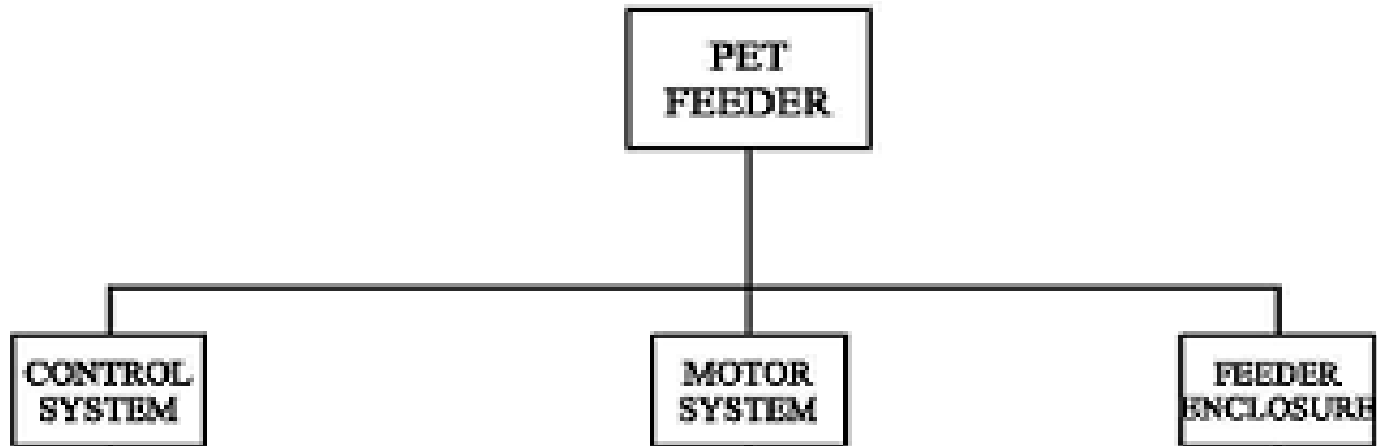 PET
FEEDER
CONTROL
SYSTEM
MOTOR
SYSTEM
FEEDER
ENCLOSURE